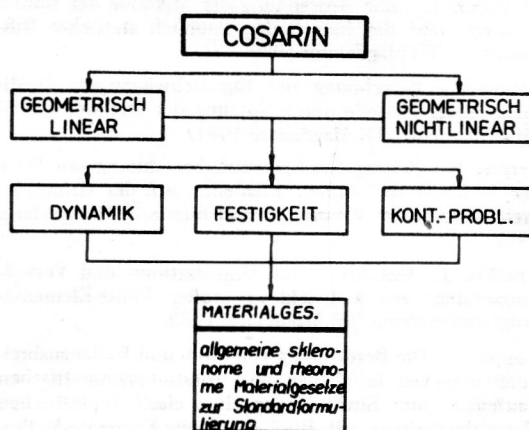 COSAR/N
GEOMETRISCH
LINEAR
GEOMETRISCH
NICHTLINEAR
DYNAMIK
FESTIGKEIT
KONT.-PROBL.
MATERIALGES.
allgemeine sklero-
nome und rheono-
me Materialgesetze
zur Standardformu-
lierung